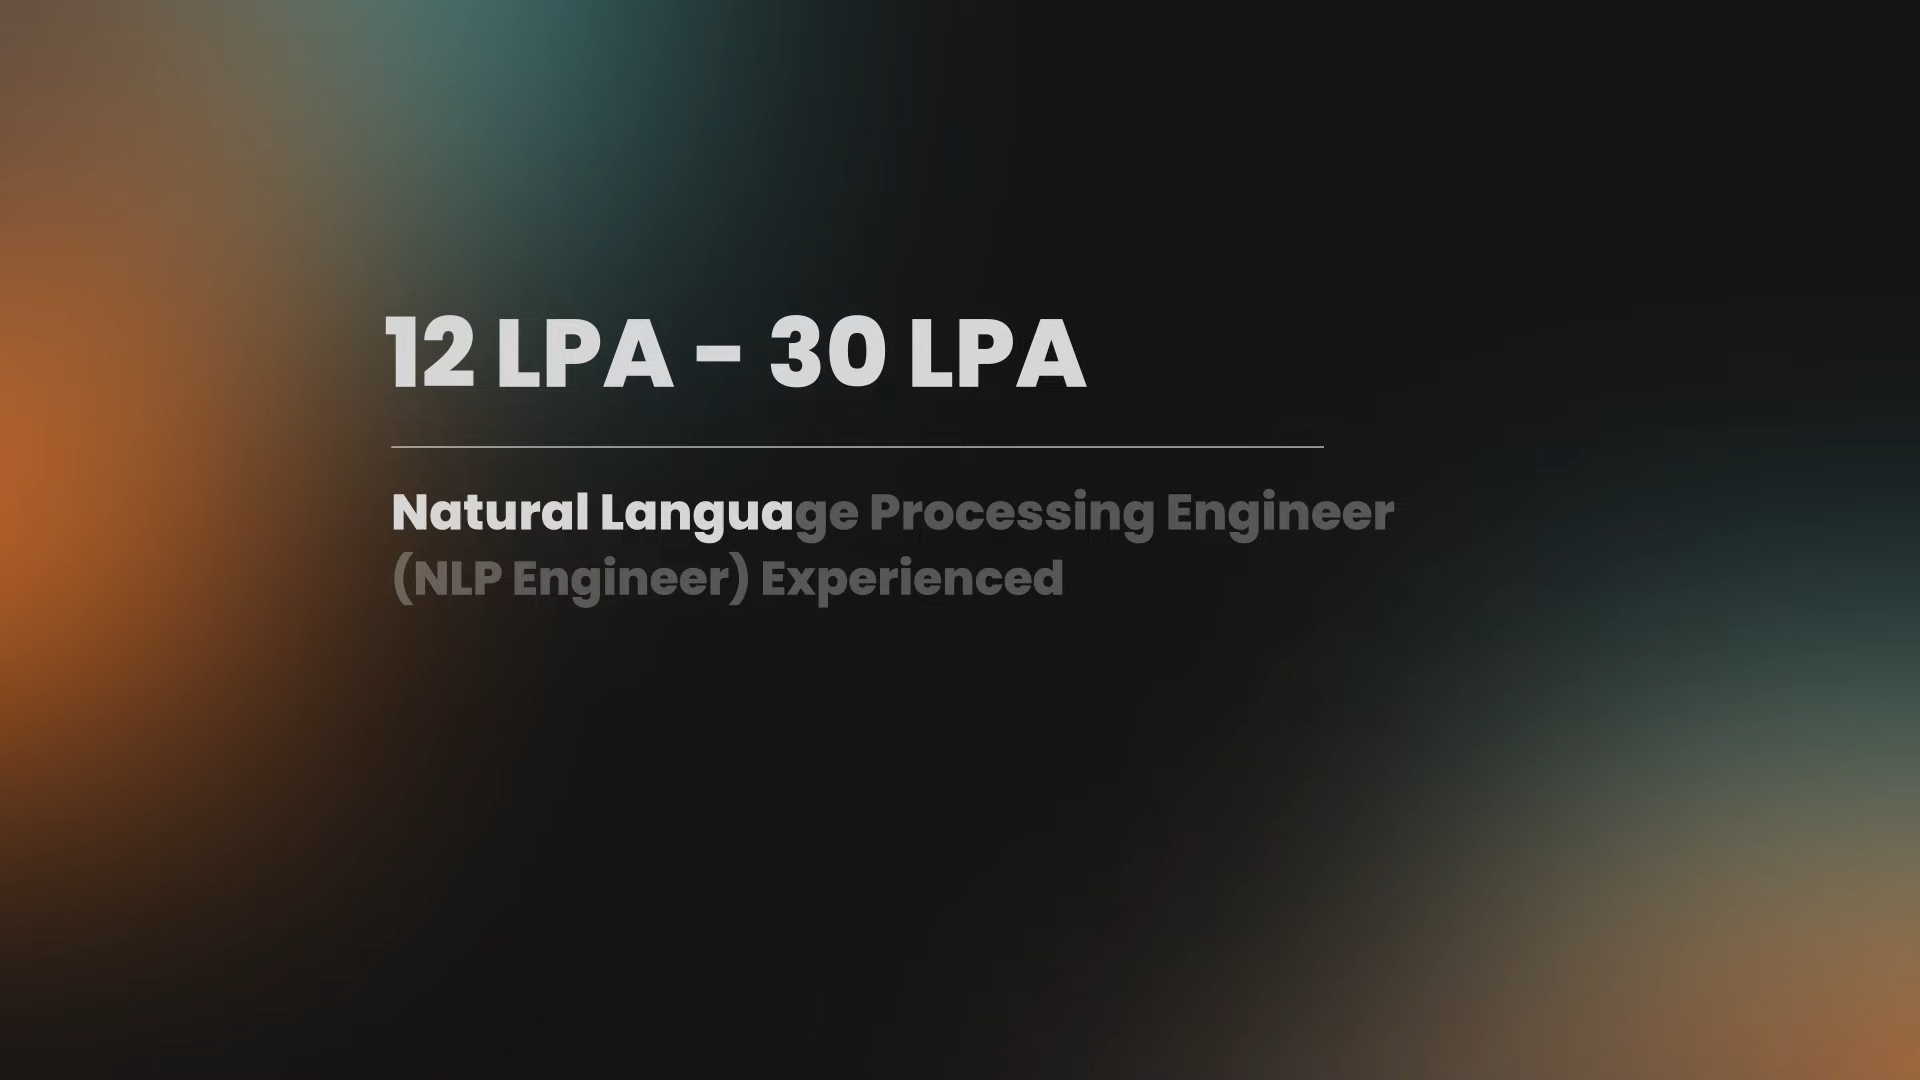 12 LPA - 30 LPA
Natural Language Processing Engineer
(NLP Engineer) Experienced